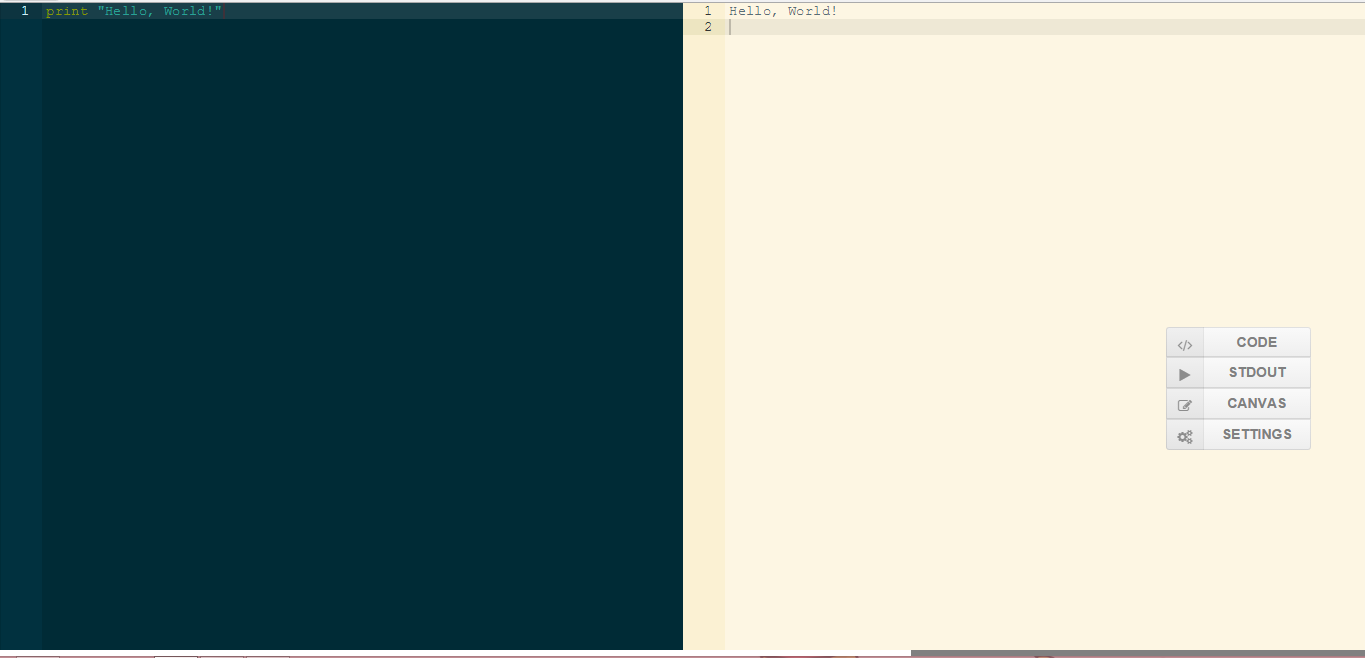 1 print "Hello, World!"
1 Hello, World!
2
CODE
STDOUT
CANVAS
SETTINGS